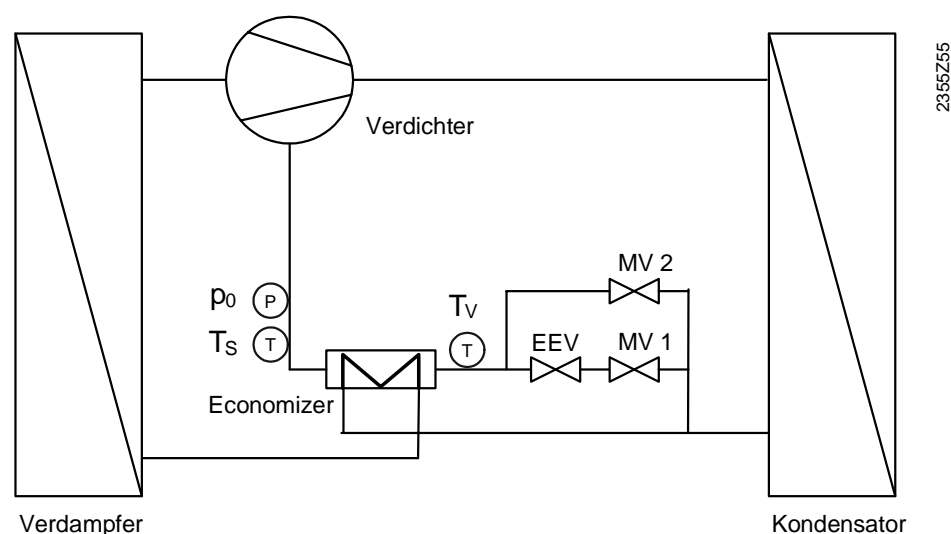 2355Z55
Verdichter
MV 2
p0 P
TV
TS T
T
EEV MV 1
Economizer
Verdampfer
Kondensator